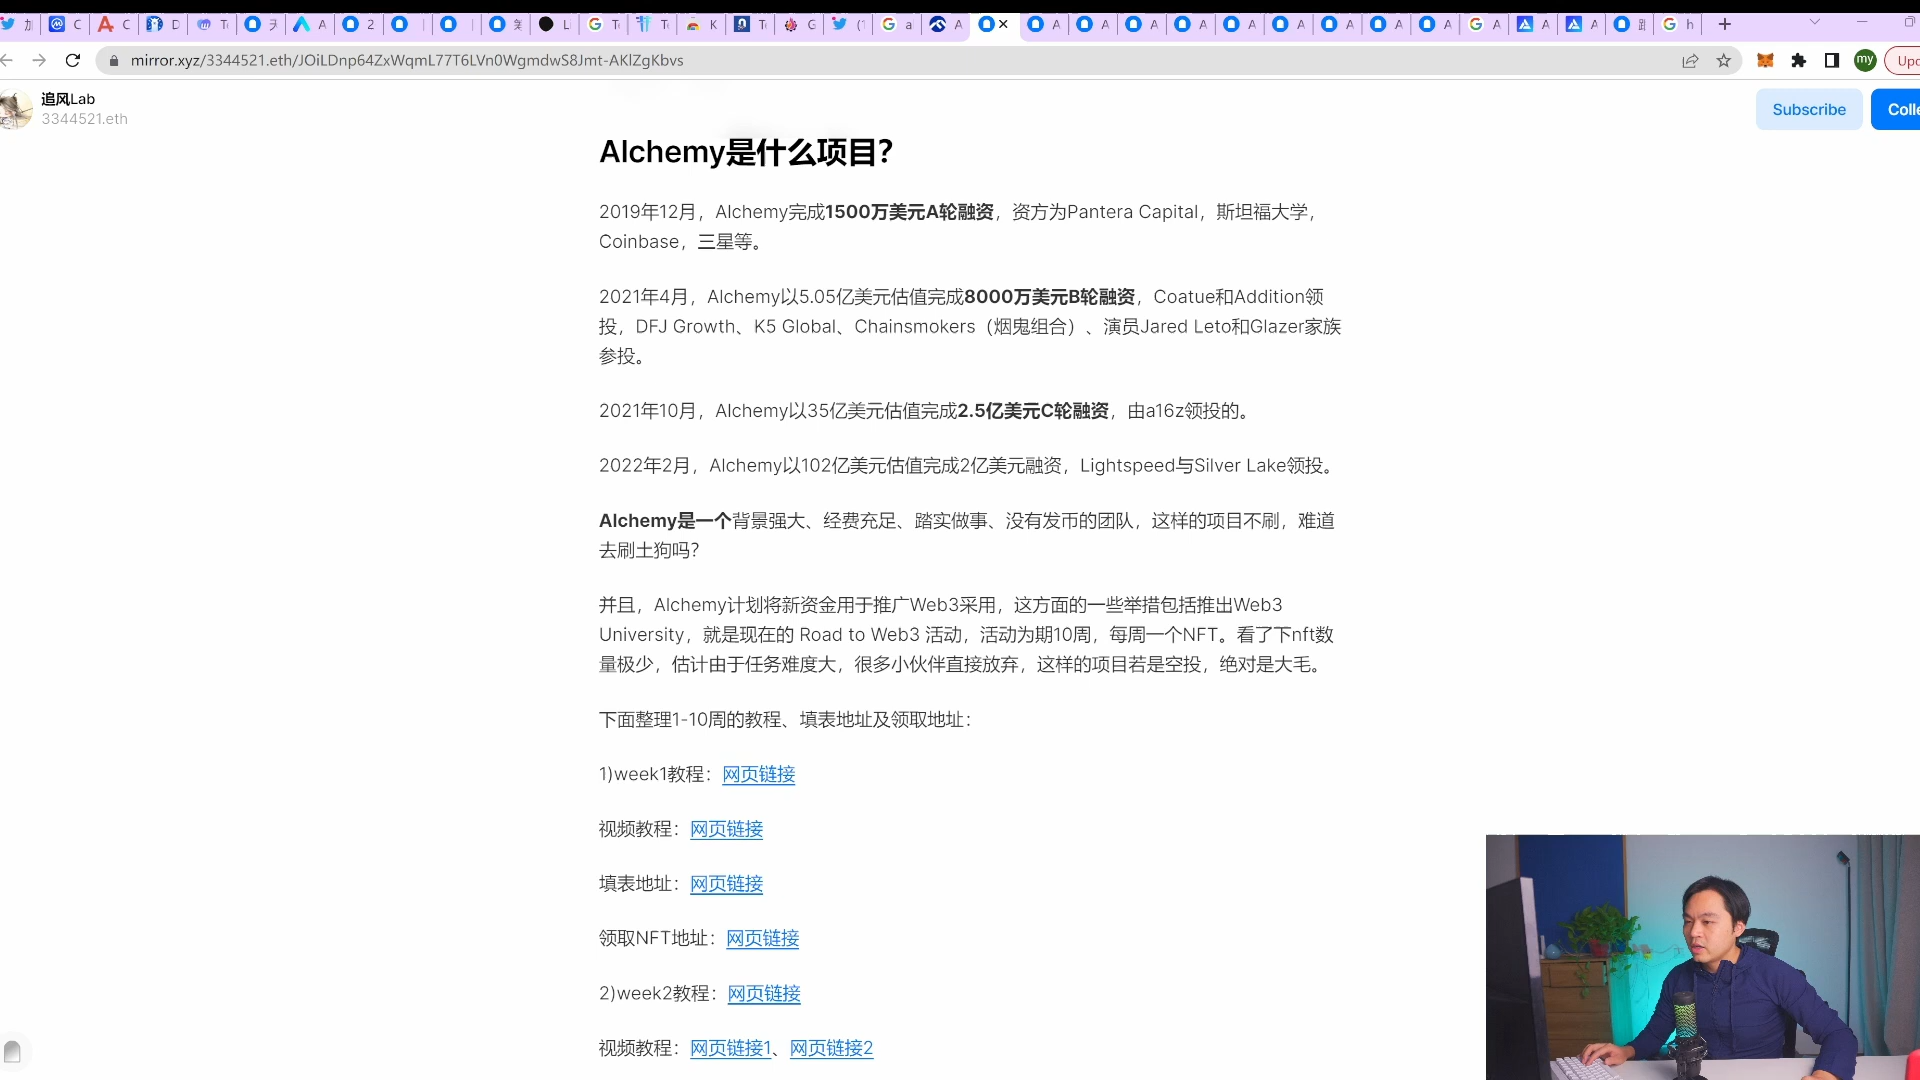 mirror.xyz/3344521.eth/JOiLDnp64ZxWqmL77T6LVn0WgmdwS8Jmt-AKlZgKbvs
my
追风Lab
3344521.eth
Subscribe
Alchemy是什么项目？
2019年12月，Alchemy完成1500万美元A轮融资，资方为Pantera Capital，斯坦福大学，
Coinbase，三星等。
2021年4月，Alchemy以5.05亿美元估值完成8000万美元B轮融资，Coatue和Addition领
投，DFJ Growth、K5 Global、Chainsmokers（烟鬼组合）、演员Jared Leto和Glazer家族
参投。
2021年10月，Alchemy以35亿美元估值完成2.5亿美元C轮融资，由a16z领投的。
2022年2月，Alchemy以102亿美元估值完成2亿美元融资，Lightspeed与Silver Lake领投。
Alchemy是一个背景强大、经费充足、踏实做事、没有发币的团队，这样的项目不刷，难道
去刷土狗吗？
并且，Alchemy计划将新资金用于推广Web3采用，这方面的一些举措包括推出Web3
University，就是现在的 Road to Web3 活动，活动为期10周，每周一个NFT。看了下nft数
量极少，估计由于任务难度大，很多小伙伴直接放弃，这样的项目若是空投，绝对是大毛。
下面整理1-10周的教程、填表地址及领取地址：
1)week1教程：网页链接
视频教程：网页链接
填表地址：网页链接
领取NFT地址：网页链接
2)week2教程：网页链接
视频教程：网页链接1、网页链接2